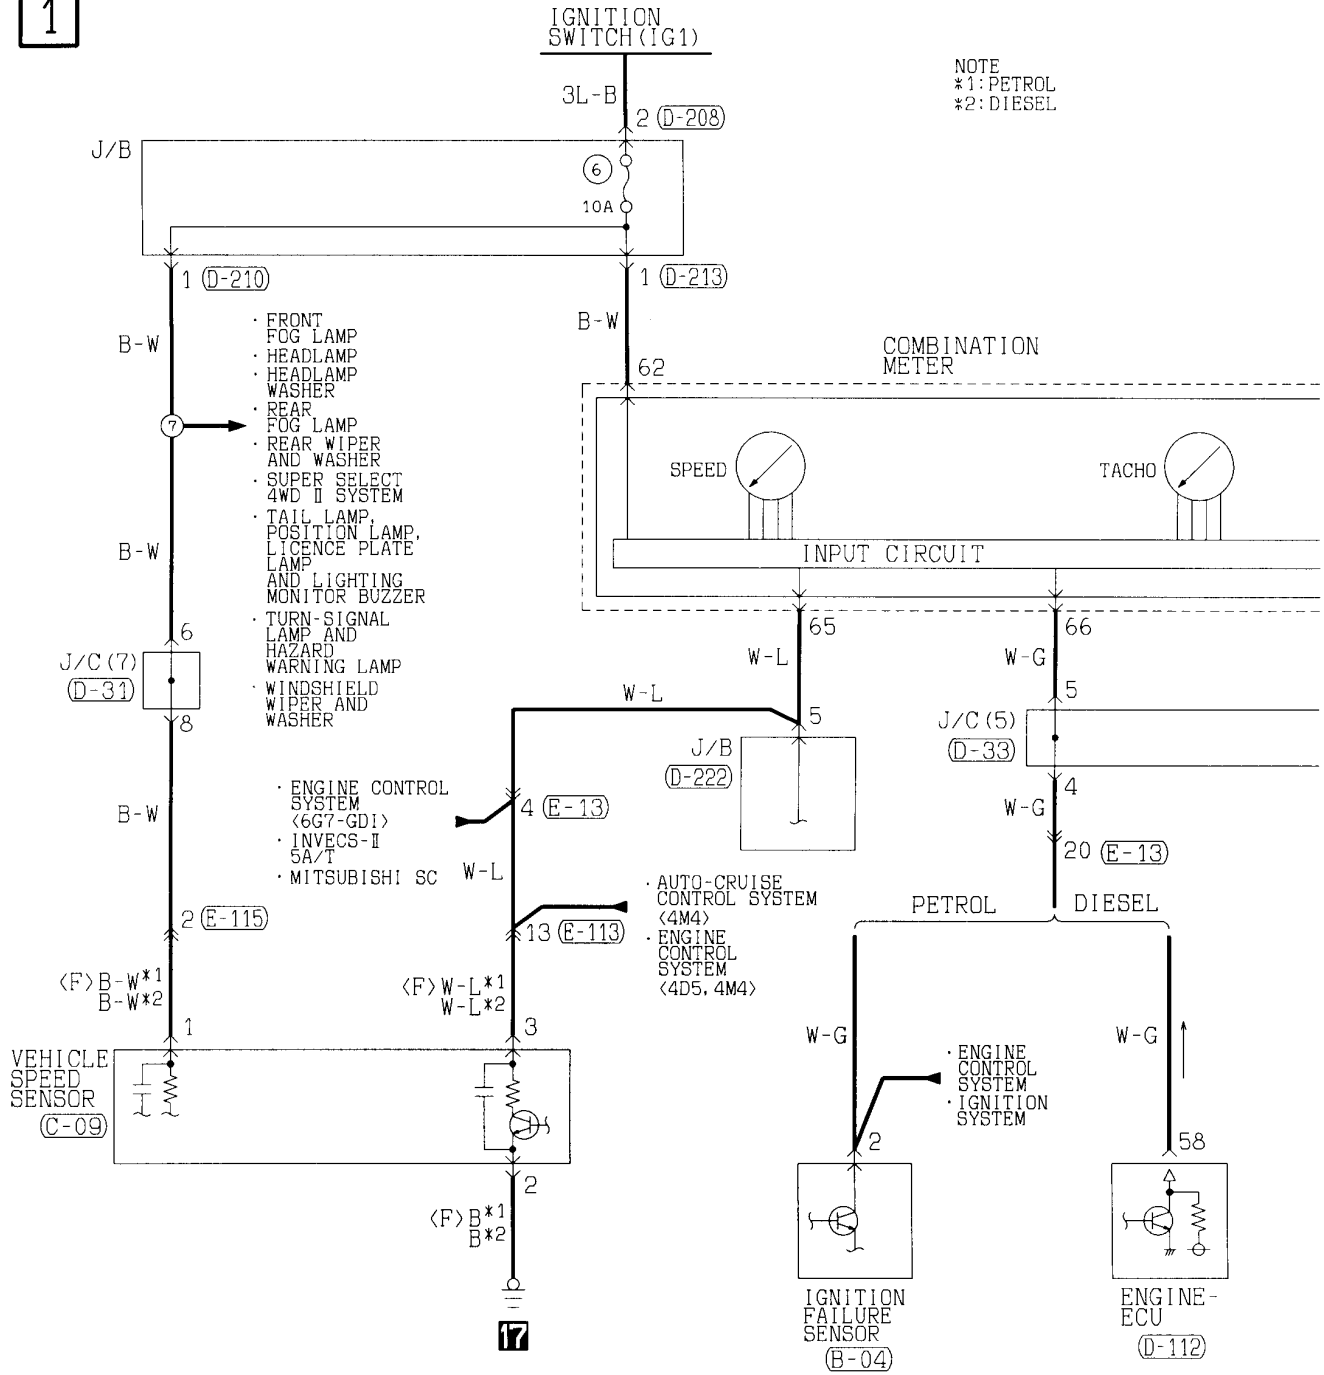 1
IGNITION
SWITCH(IG1)
NOTE
*1:PETROL
*2:DIESEL
3L-B
2 (D-208)
J/B
6
10A
1 (D-210)
1 (D-213)
B-W
B-W
62
COMBINATION
METER
· FRONT
FOG LAMP
· HEADLAMP
· HEADLAMP
WASHER
· REAR
FOG LAMP
· REAR WIPER
AND WASHER
· SUPER SELECT
4WD Ⅱ SYSTEM
· TAIL LAMP,
POSITION LAMP,
LICENCE PLATE
LAMP
AND LIGHTING
MONITOR BUZZER
· TURN-SIGNAL
LAMP AND
HAZARD
WARNING LAMP
· WINDSHIELD
WIPER AND
WASHER
7
SPEED
TACHO
INPUT CIRCUIT
B-W
6
J/C(7)
(D-31)
8
65
66
W-L
W-G
W-L
5
5
J/B
(D-222)
J/C(5)
(D-33)
4
W-G
20 (E-13)
· ENGINE CONTROL
SYSTEM
<6G7-GDI>
· INVECS-Ⅱ
5A/T
· MITSUBISHI SC
4 (E-13)
B-W
W-L
· AUTO-CRUISE
CONTROL SYSTEM
<4M4>
· ENGINE
CONTROL
SYSTEM
<4D5,4M4>
PETROL
DIESEL
2 (E-115)
13 (E-113)
<F>B-W*1
B-W*2
<F>W-L*1
W-L*2
1
3
W-G
W-G
· ENGINE
CONTROL
SYSTEM
· IGNITION
SYSTEM
VEHICLE
SPEED
SENSOR
(C-09)
2
2
58
<F>B*1
B*2
17
IGNITION
FAILURE
SENSOR
(B-04)
ENGINE-
ECU
(D-112)